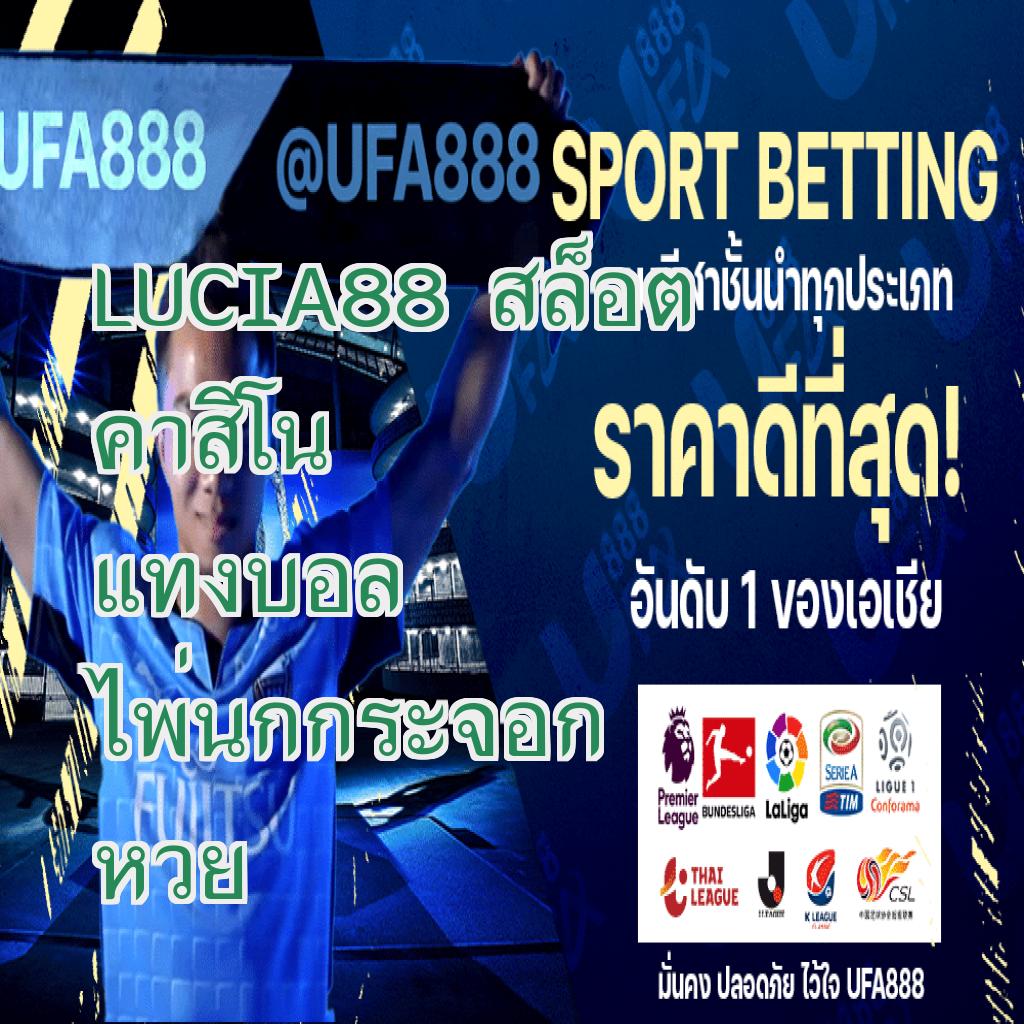 UFA888
@UFA888
SPORT BETTING
LUCIA88 สล็อต
ชั้นนำทุกประเภท
คาสิโน
ราคาดีที่สุด!
แทงบอล
อันดับ 1 ของเอเชีย
ไพ่นกกระจอก
หวย
FUJITSU
Premier
League
BUNDESLIGA
LaLiga
SERIE A
TIM
LIGUE 1
Conforama
THAI
LEAGUE
J.LEAGUE
K LEAGUE
CSL
มั่นคง ปลอดภัย ไว้ใจ UFA888